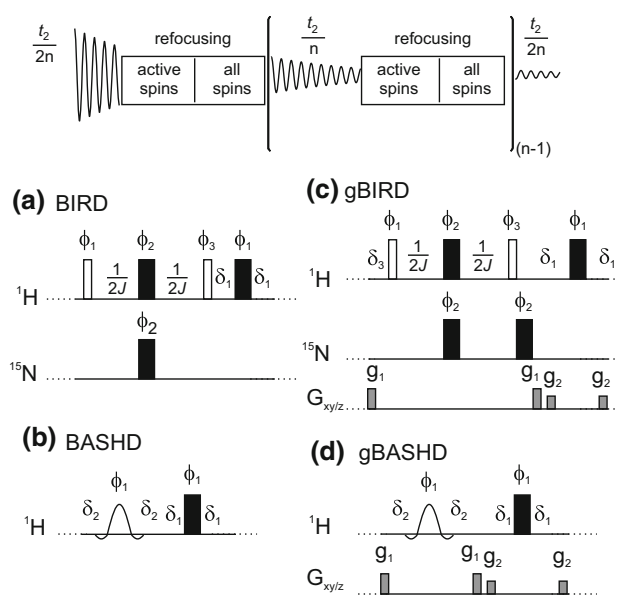 t₂/2n refocusing t₂/n refocusing t₂/2n
active spins all spins active spins all spins
(n-1)
(a) BIRD
ϕ₁ ϕ₂ ϕ₃ ϕ₁
¹H 1/2J 1/2J δ₁ δ₁
ϕ₂
¹⁵N
(b) BASHD
ϕ₁ ϕ₁
¹H δ₂ δ₂ δ₁ δ₁
(c) gBIRD
ϕ₁ ϕ₂ ϕ₃ ϕ₁
¹H δ₃ 1/2J 1/2J δ₁ δ₁
ϕ₂ ϕ₂
¹⁵N
g₁ g₁ g₂ g₂
Gxy/z
(d) gBASHD
ϕ₁ ϕ₁
¹H δ₂ δ₂ δ₁ δ₁
g₁ g₁ g₂ g₂
Gxy/z